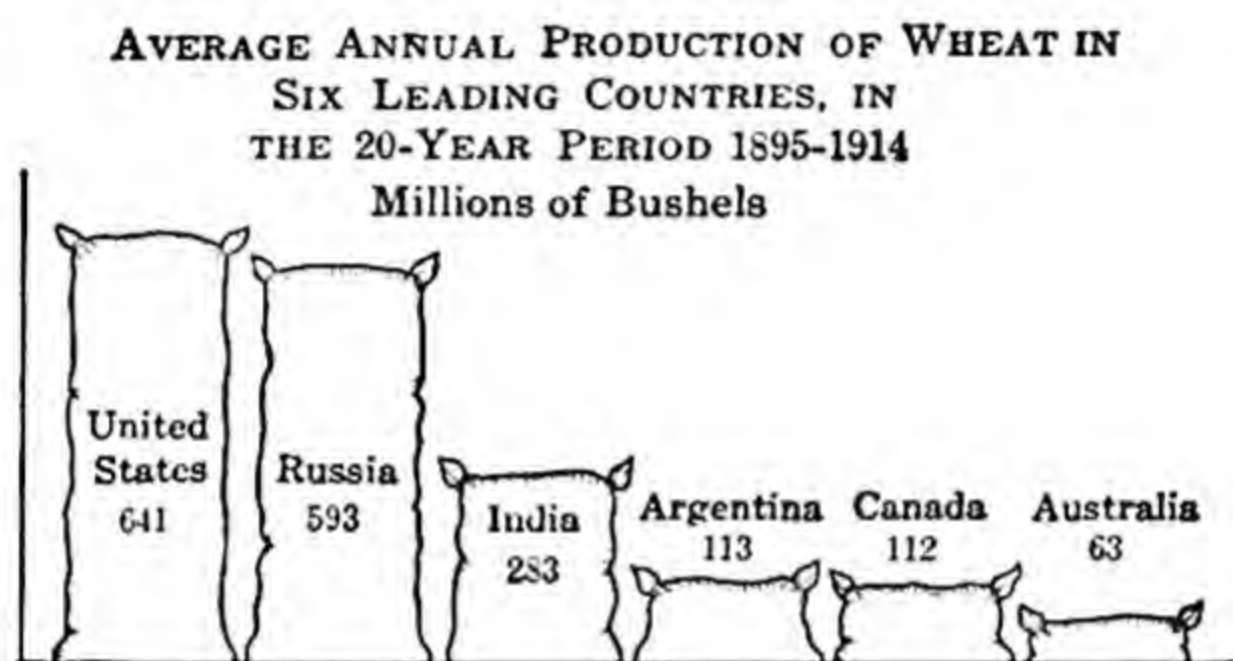 AVERAGE ANNUAL PRODUCTION OF WHEAT IN
SIX LEADING COUNTRIES, IN
THE 20-YEAR PERIOD 1895-1914
Millions of Bushels
United
States
641
Russia
593
India
283
Argentina
113
Canada
112
Australia
63